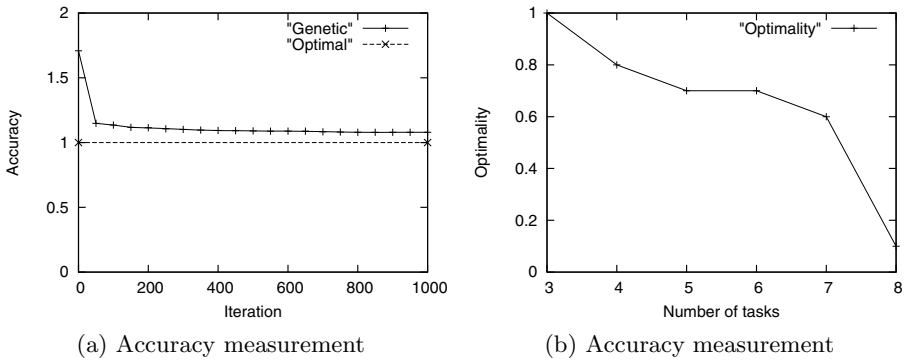 2
1.5
1
0.5
0
Accuracy
"Genetic"
"Optimal"
0 200 400 600 800 1000
Iteration
(a) Accuracy measurement
1
0.8
0.6
0.4
0.2
0
Optimality
"Optimality"
3 4 5 6 7 8
Number of tasks
(b) Accuracy measurement